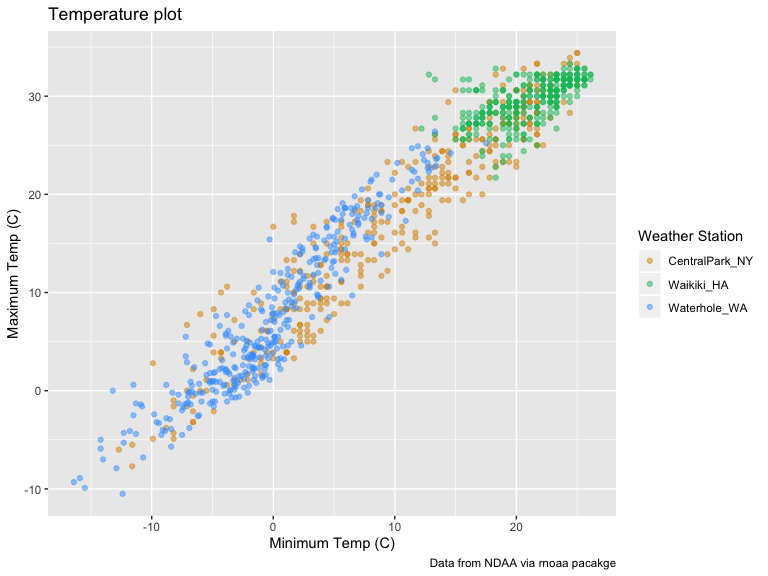 Temperature plot
Maximum Temp (C)
30
20
10
0
-10
-10
0
10
20
Minimum Temp (C)
Weather Station
CentralPark_NY
Waikiki_HA
Waterhole_WA
Data from NDAA via rnoaa pacakge